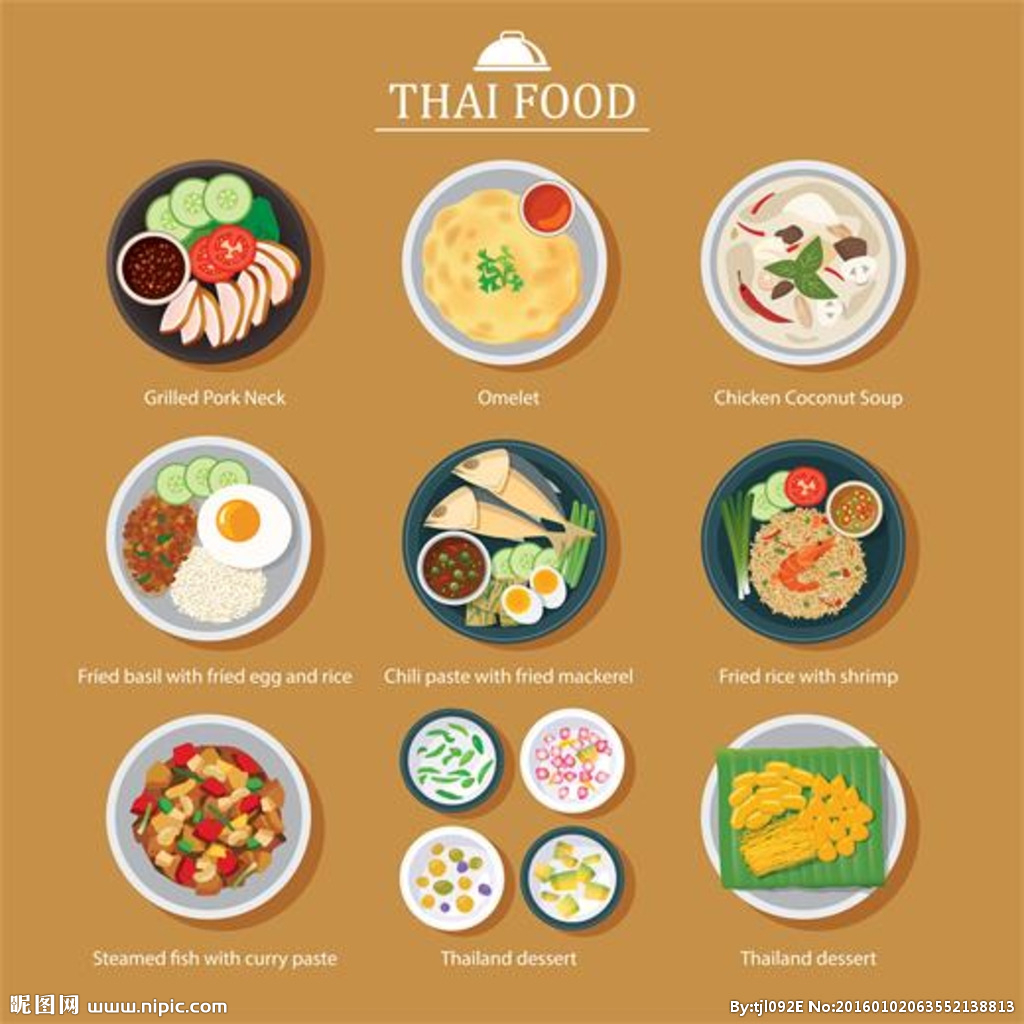 THAI FOOD
Grilled Pork Neck
Omelet
Chicken Coconut Soup
Fried basil with fried egg and rice
Chili paste with fried mackerel
Fried rice with shrimp
Steamed fish with curry paste
Thailand dessert
Thailand dessert
昵图网 www.nipic.com
By:tjl092E No:20160102063552138813